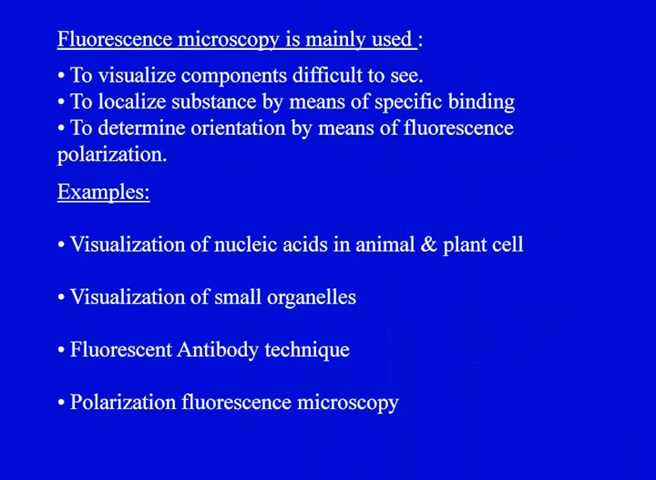 Fluorescence microscopy is mainly used :
• To visualize components difficult to see.
• To localize substance by means of specific binding
• To determine orientation by means of fluorescence
polarization.
Examples:
• Visualization of nucleic acids in animal & plant cell
• Visualization of small organelles
• Fluorescent Antibody technique
• Polarization fluorescence microscopy